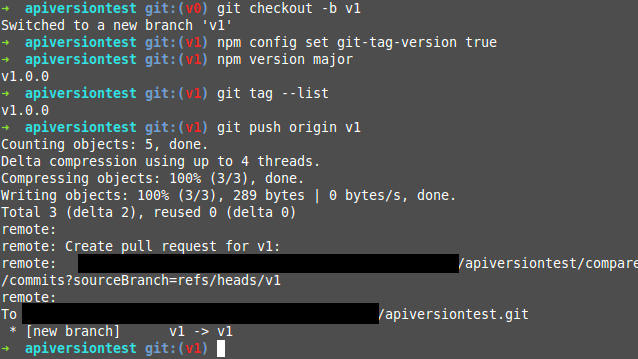 ➜  apiversiontest git:(v0) git checkout -b v1
Switched to a new branch 'v1'
➜  apiversiontest git:(v1) npm config set git-tag-version true
➜  apiversiontest git:(v1) npm version major
v1.0.0
➜  apiversiontest git:(v1) git tag --list
v1.0.0
➜  apiversiontest git:(v1) git push origin v1
Counting objects: 5, done.
Delta compression using up to 4 threads.
Compressing objects: 100% (3/3), done.
Writing objects: 100% (3/3), 289 bytes | 0 bytes/s, done.
Total 3 (delta 2), reused 0 (delta 0)
remote:
remote: Create pull request for v1:
remote: /apiversiontest/compare
/commits?sourceBranch=refs/heads/v1
remote:
To /apiversiontest.git
 * [new branch]      v1 -> v1
➜  apiversiontest git:(v1)